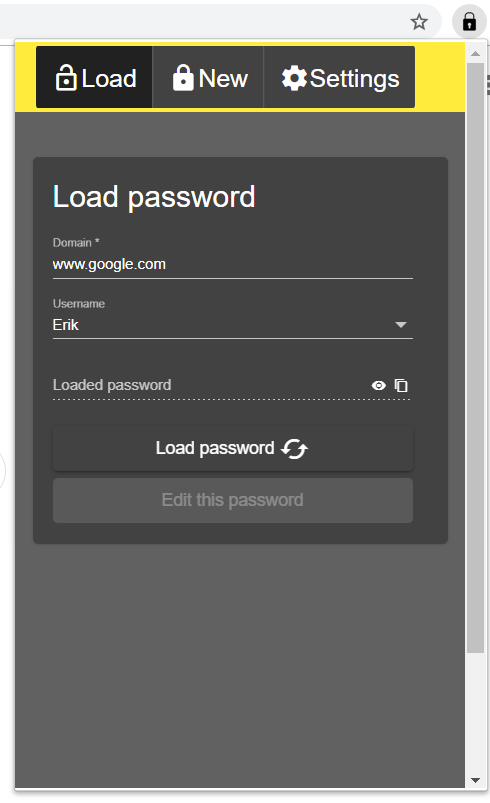 Load New Settings
Load password
Domain *
www.google.com
Username
Erik
Loaded password
Load password
Edit this password